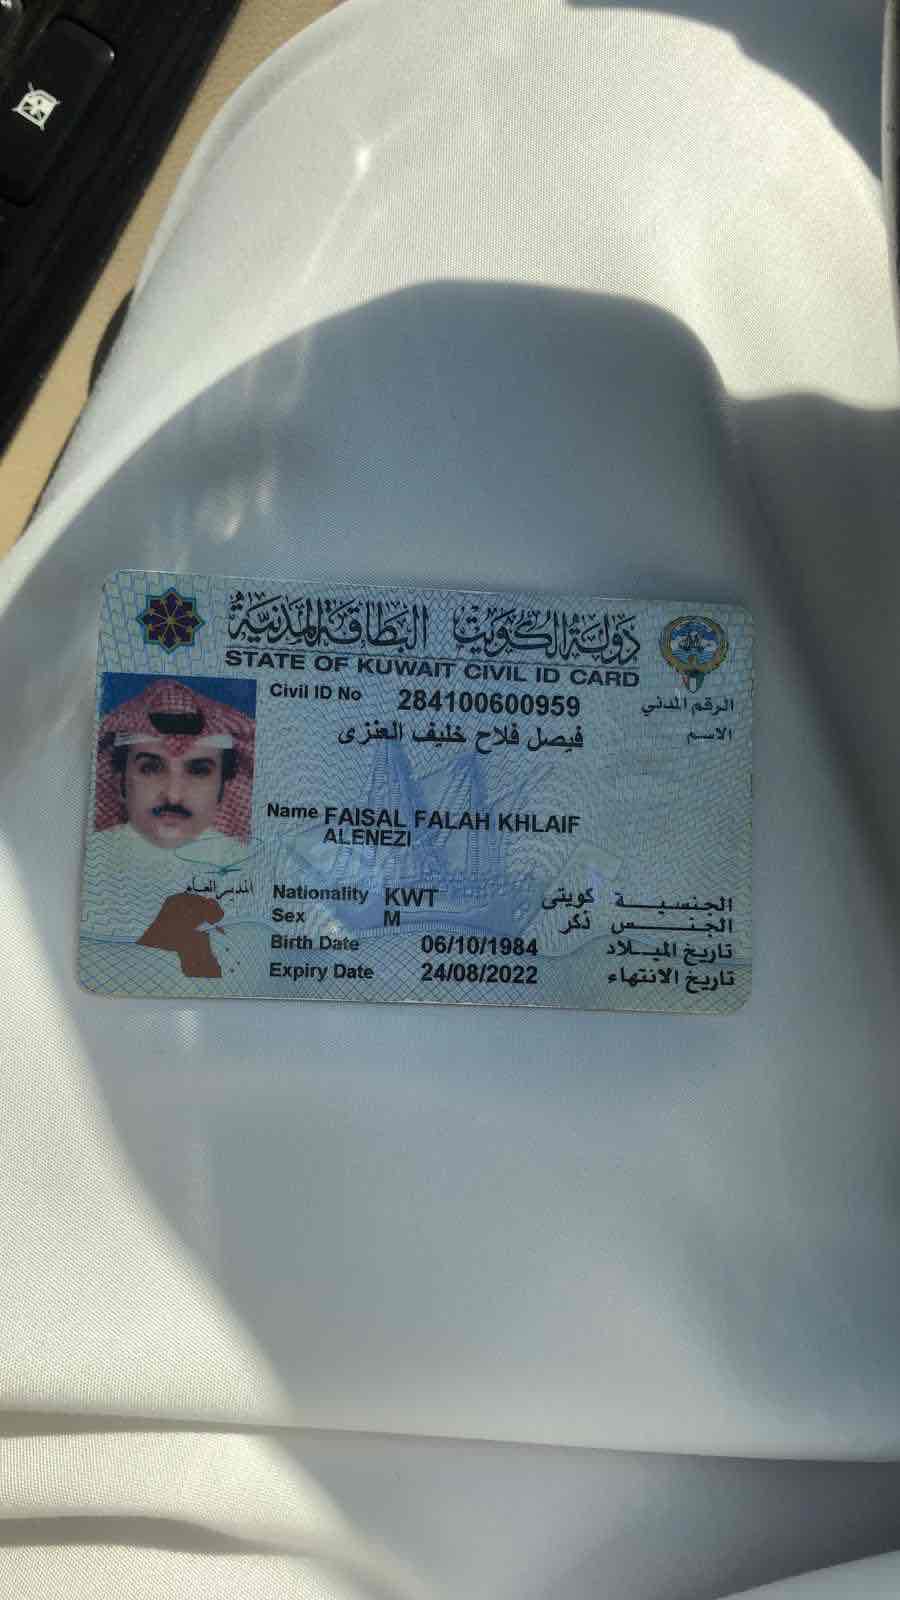 دولة الكويت البطاقة المدنية
STATE OF KUWAIT CIVIL ID CARD
Civil ID No 284100600959 الرقم المدني
فيصل فلاح خليف العنزى الاسم
Name FAISAL FALAH KHLAIF
ALENEZI
المدير العام
Nationality KWT كويتى الجنسية
Sex M ذكر الجنس
Birth Date 06/10/1984 تاريخ الميلاد
Expiry Date 24/08/2022 تاريخ الانتهاء